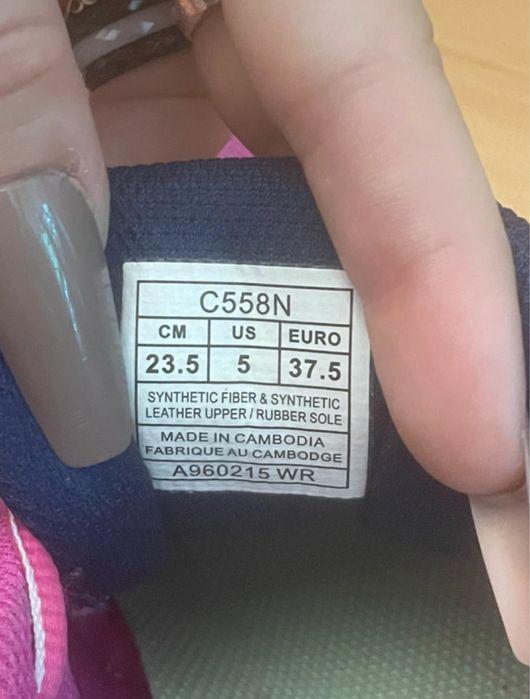 C558N
CM US EURO
23.5 5 37.5
SYNTHETIC FIBER & SYNTHETIC
LEATHER UPPER / RUBBER SOLE
MADE IN CAMBODIA
FABRIQUE AU CAMBODGE
A960215 WR